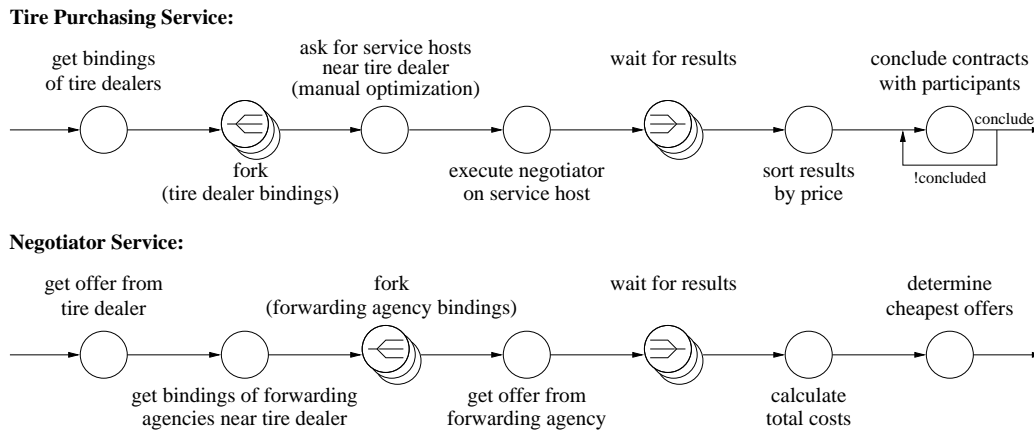 Tire Purchasing Service:
get bindings
of tire dealers
fork
(tire dealer bindings)
ask for service hosts
near tire dealer
(manual optimization)
execute negotiator
on service host
wait for results
sort results
by price
conclude contracts
with participants
conclude
!concluded
Negotiator Service:
get offer from
tire dealer
get bindings of forwarding
agencies near tire dealer
fork
(forwarding agency bindings)
get offer from
forwarding agency
wait for results
calculate
total costs
determine
cheapest offers